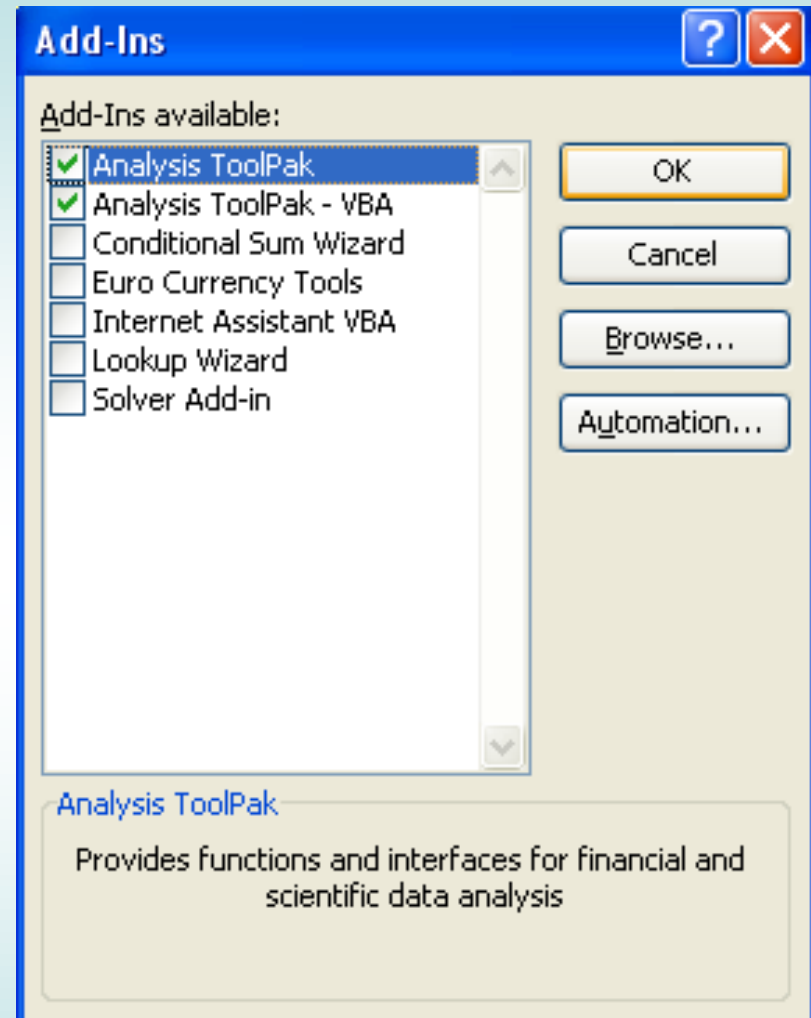 Add-Ins
?
Add-Ins available:
Analysis ToolPak
Analysis ToolPak - VBA
Conditional Sum Wizard
Euro Currency Tools
Internet Assistant VBA
Lookup Wizard
Solver Add-in
OK
Cancel
Browse...
Automation...
Analysis ToolPak
Provides functions and interfaces for financial and
scientific data analysis